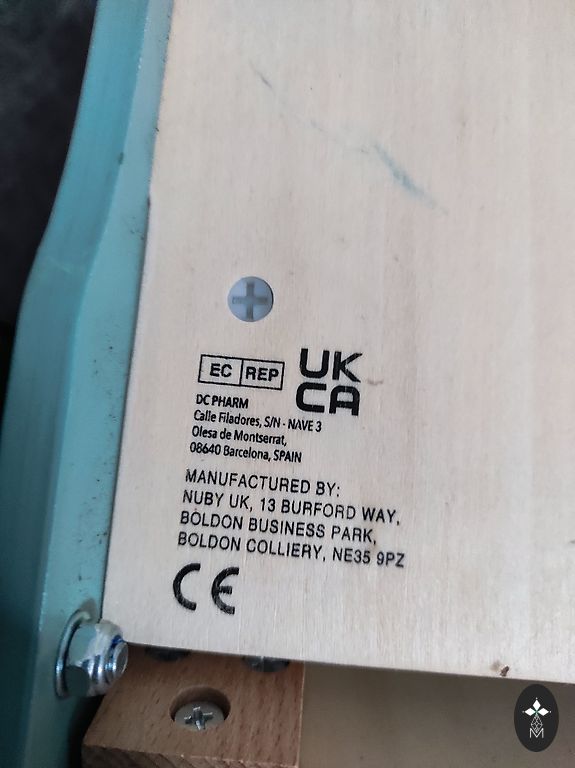 EC REP
UK
CA
DC PHARM
Calle Filadores, S/N - NAVE 3
Olesa de Montserrat,
08640 Barcelona, SPAIN
MANUFACTURED BY:
NUBY UK, 13 BURFORD WAY,
BOLDON BUSINESS PARK,
BOLDON COLLIERY, NE35 9PZ
CE
M